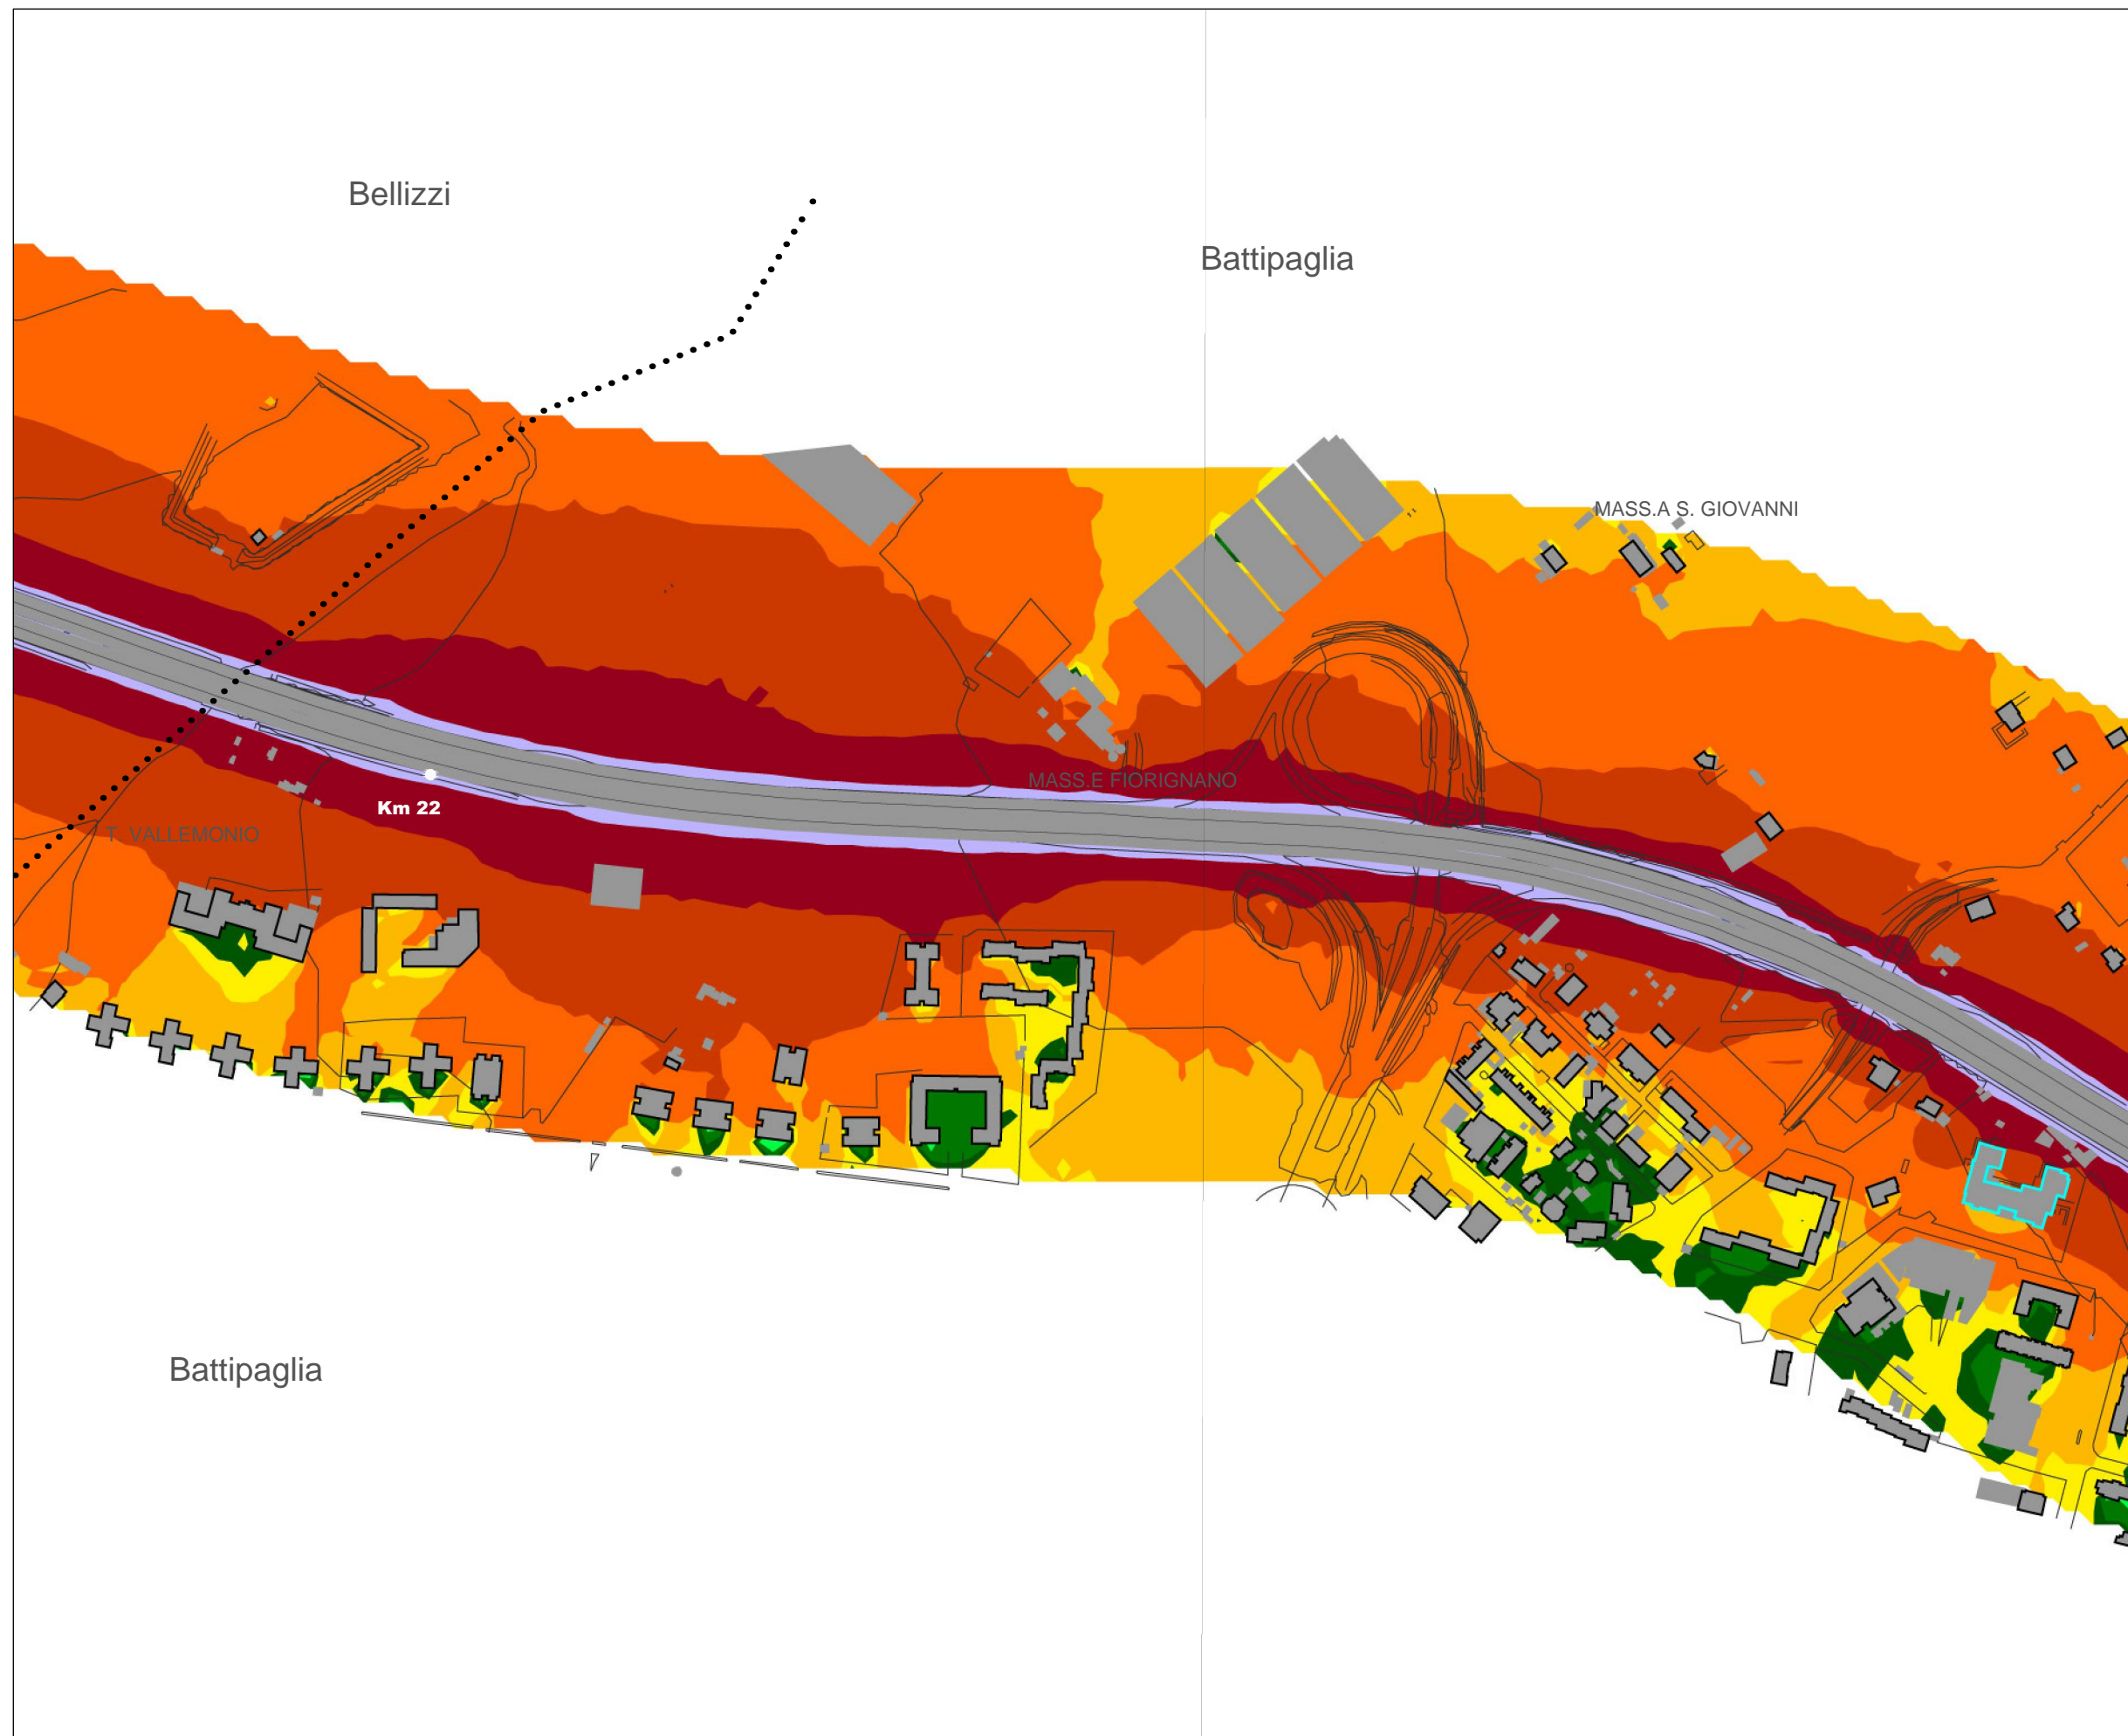 Bellizzi
Battipaglia
MASS.A S. GIOVANNI
MASS.E FIORIGNANO
Km 22
T. VALLEMONIO
Battipaglia